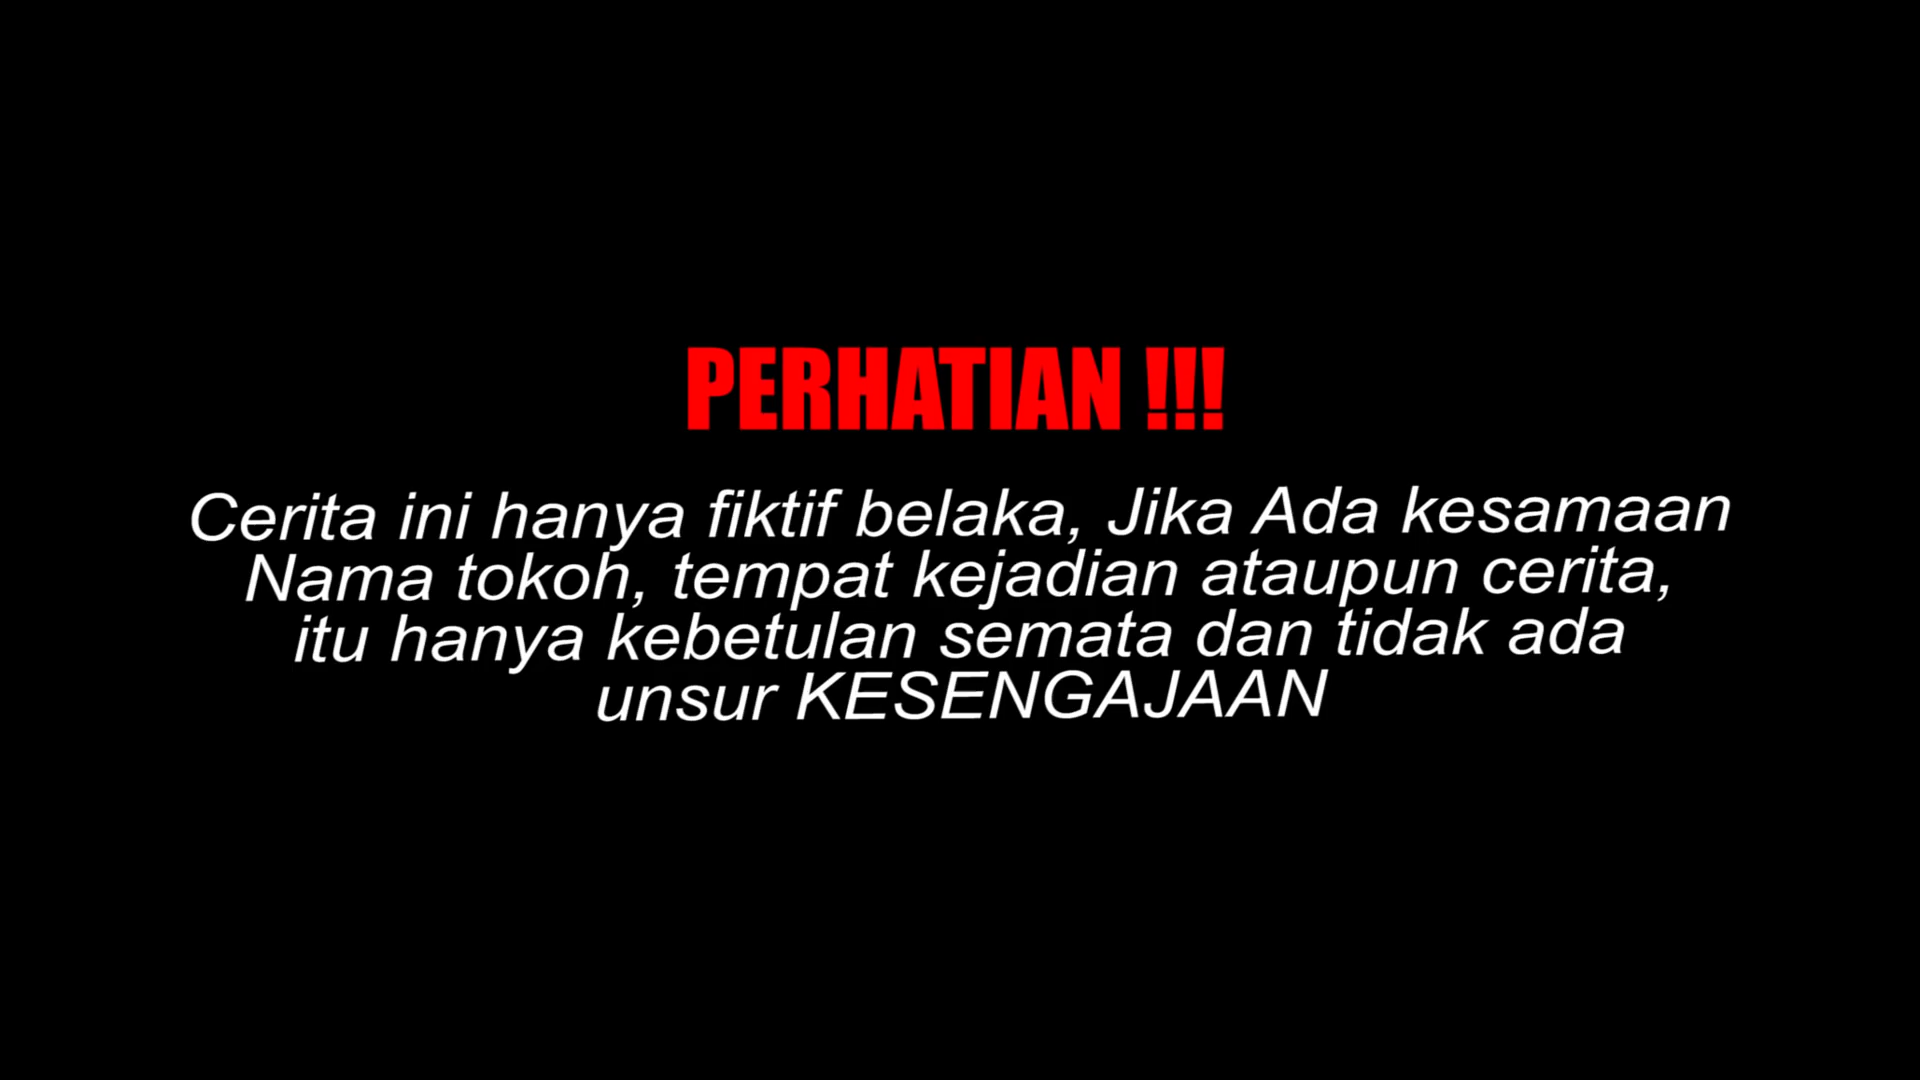 PERHATIAN !!!
Cerita ini hanya fiktif belaka, Jika Ada kesamaan
Nama tokoh, tempat kejadian ataupun cerita,
itu hanya kebetulan semata dan tidak ada
unsur KESENGAJAAN